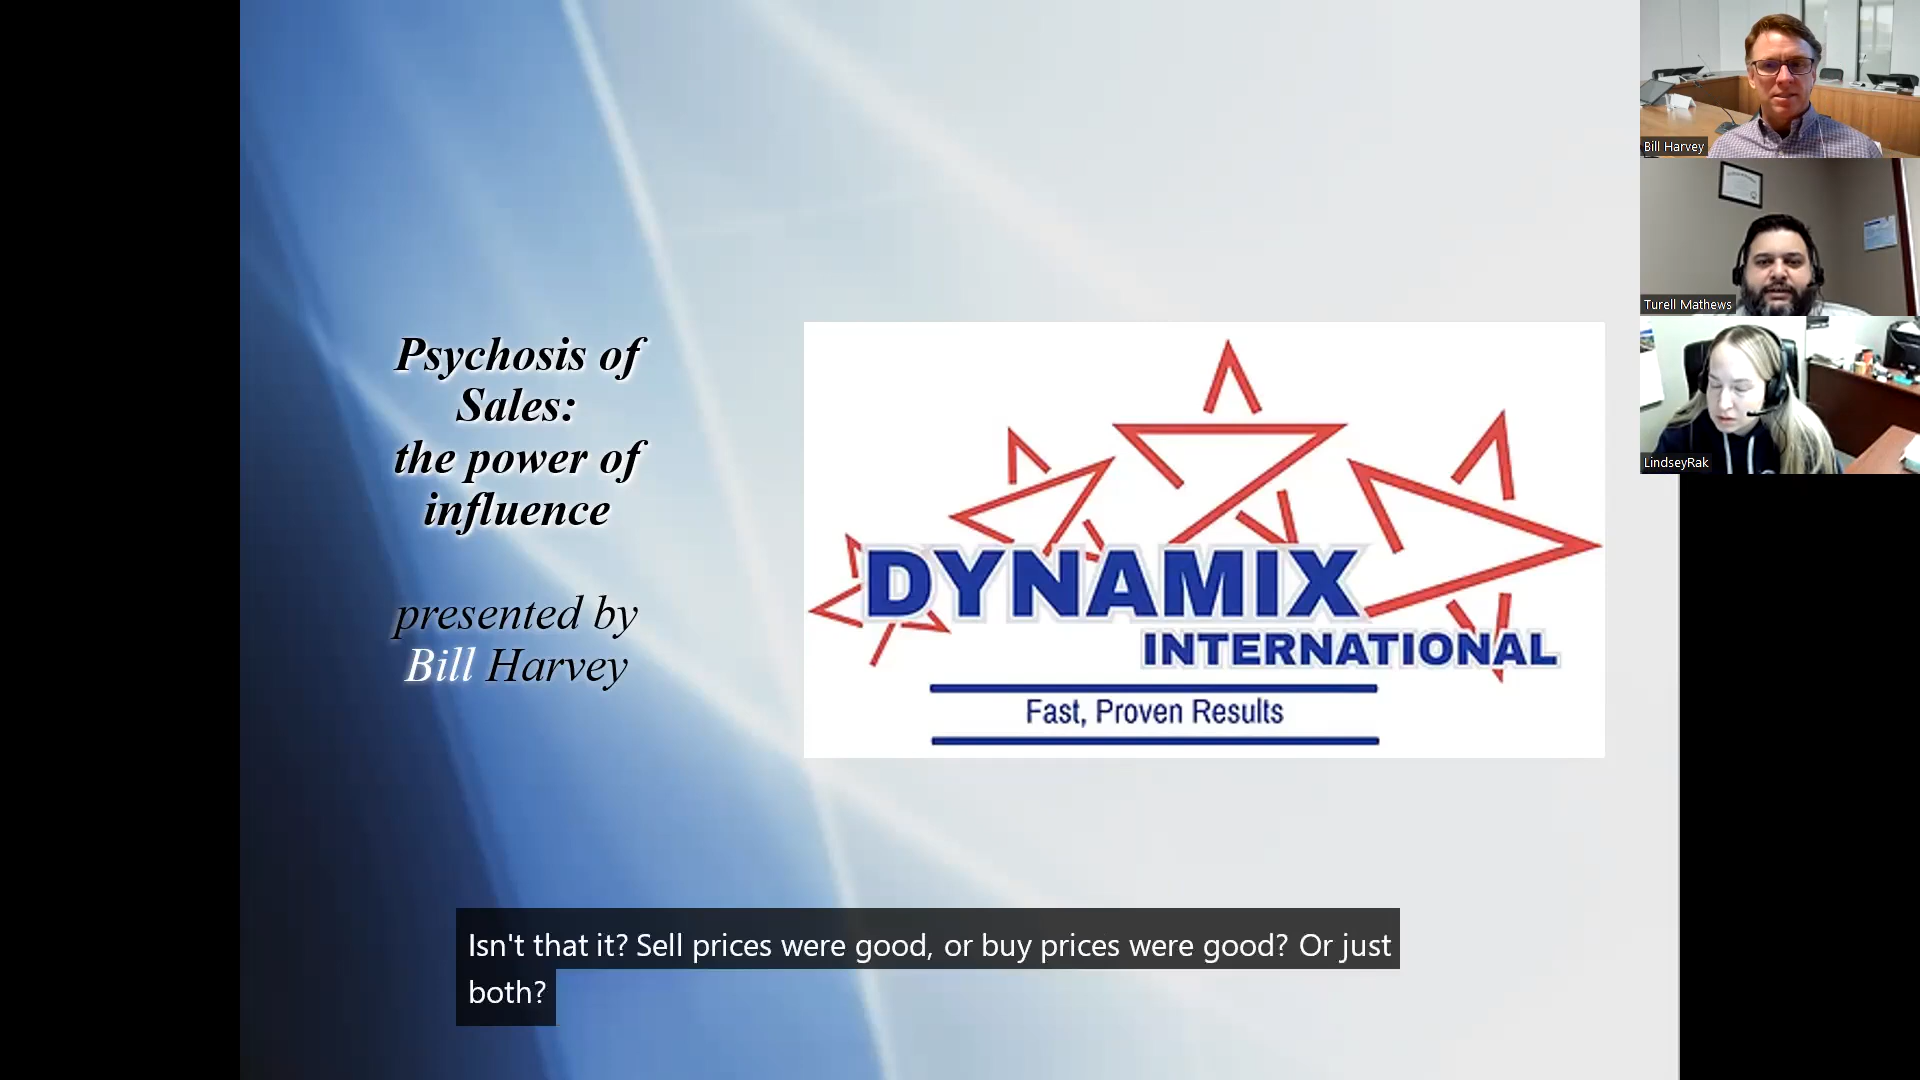 Psychosis of
Sales:
the power of
influence
presented by
Bill Harvey
DYNAMIX
INTERNATIONAL
Fast, Proven Results
Isn't that it? Sell prices were good, or buy prices were good? Or just
both?
Bill Harvey
Turell Mathews
LindseyRak